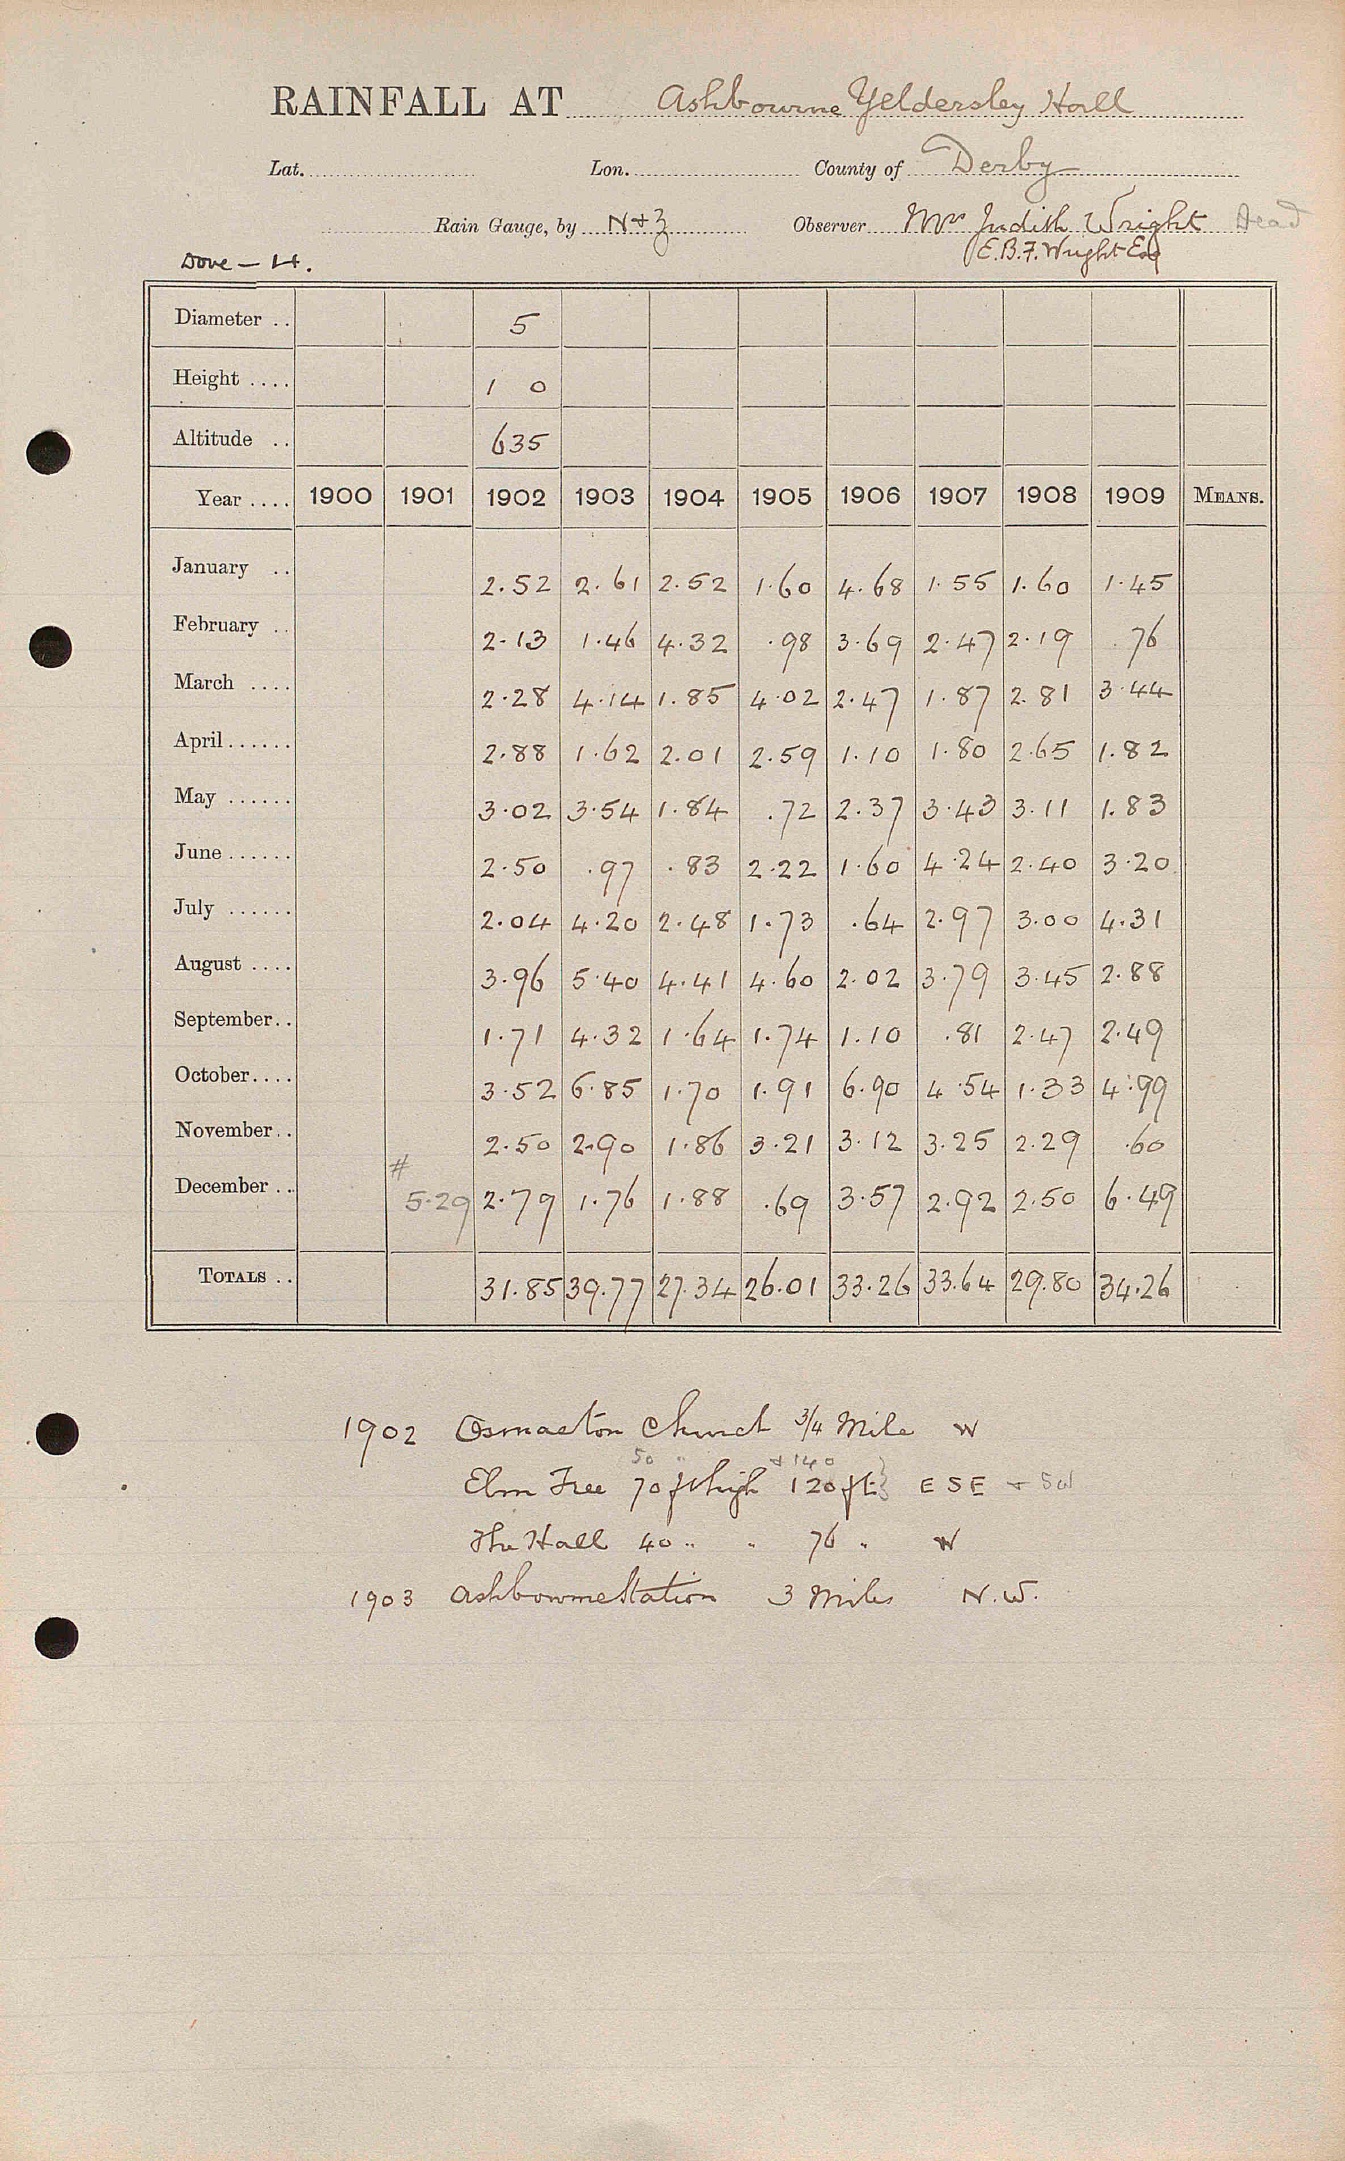 RAINFALL AT Ashbourne Yeldersley Hall
Lat. Lon. County of Derby
Rain Gauge, by N+Z Observer Mrs Judith Wright Dead
Dove - H. E.B.F. Wright Esq
Diameter .. 5
Height .... 1 0
Altitude .. 635
Year .... 1900 1901 1902 1903 1904 1905 1906 1907 1908 1909 MEANS.
January .. 2.52 2.61 2.52 1.60 4.68 1.55 1.60 1.45
February .. 2.13 1.46 4.32 .98 3.69 2.47 2.19 .76
March .... 2.28 4.14 1.85 4.02 2.47 1.87 2.81 3.44
April...... 2.88 1.62 2.01 2.59 1.10 1.80 2.65 1.82
May ...... 3.02 3.54 1.84 .72 2.37 3.43 3.11 1.83
June...... 2.50 .97 .83 2.22 1.60 4.24 2.40 3.20
July ...... 2.04 4.20 2.48 1.73 .64 2.97 3.00 4.31
August .... 3.96 5.40 4.41 4.60 2.02 3.79 3.45 2.88
September.. 1.71 4.32 1.64 1.74 1.10 .81 2.47 2.49
October.... 3.52 6.85 1.70 1.91 6.90 4.54 1.33 4.99
November.. 2.50 2.90 1.86 3.21 3.12 3.25 2.29 .60
December .. # 5.29 2.79 1.76 1.88 .69 3.57 2.92 2.50 6.49
TOTALS .. 31.85 39.77 27.34 26.01 33.26 33.64 29.80 34.26
1902 Osmaston Church 3/4 Mile W
50 " + 140
Elm Tree 70 ft high 120 ft } E S E + SW
The Hall 40 " " 76 " W
1903 Ashbourne Station 3 Miles N.W.